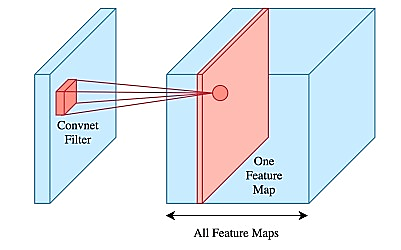 Convnet
Filter
One
Feature
Map
All Feature Maps